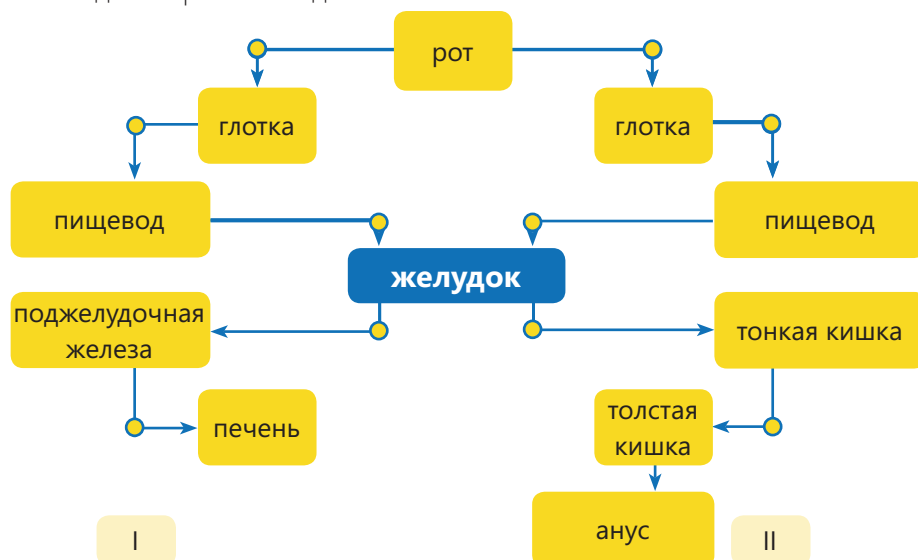 рот
глотка
глотка
пищевод
пищевод
желудок
поджелудочная
железа
тонкая кишка
печень
толстая
кишка
анус
I
II